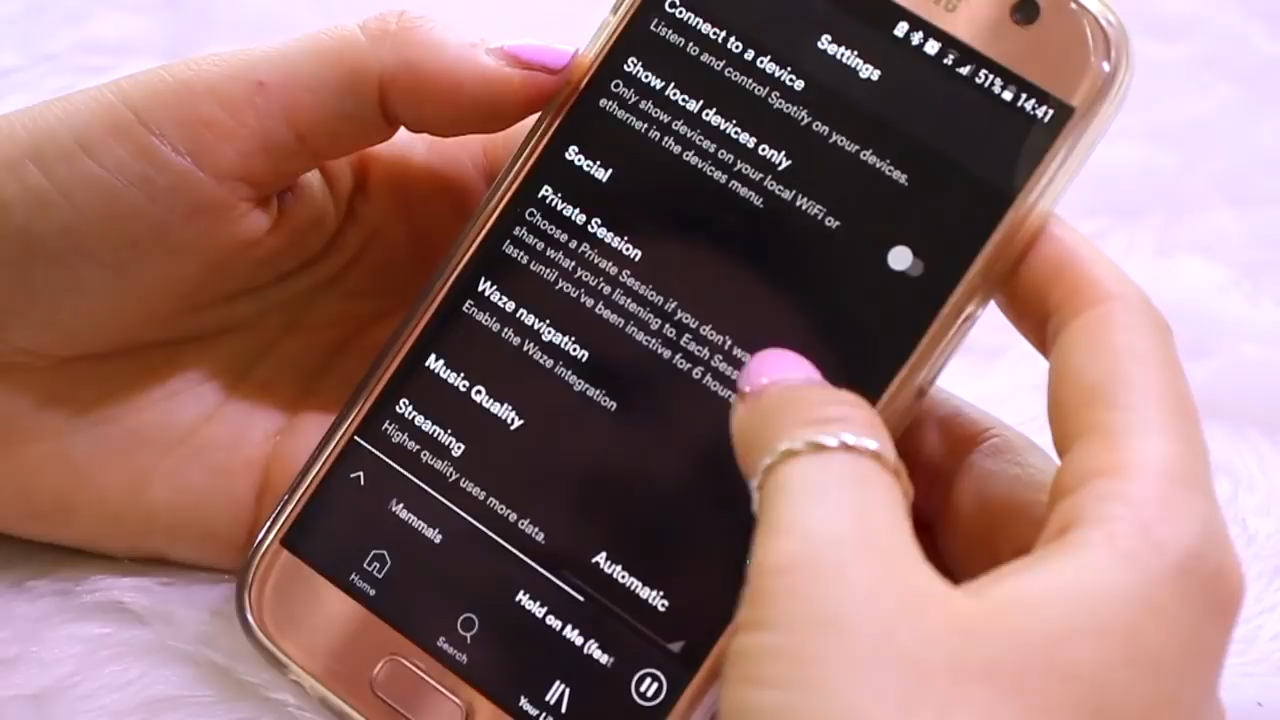 51% 14:41
Settings
Connect to a device
Listen to and control Spotify on your devices.
Show local devices only
Only show devices on your local WiFi or
ethernet in the devices menu.
Social
Private Session
Choose a Private Session if you don't
share what you're listening to. Each
lasts until you've been inactive for 6
Waze navigation
Enable the Waze integration
Music Quality
Streaming
Higher quality uses more data.
Automatic
Mammals
Hold on Me
Home
Search
Your